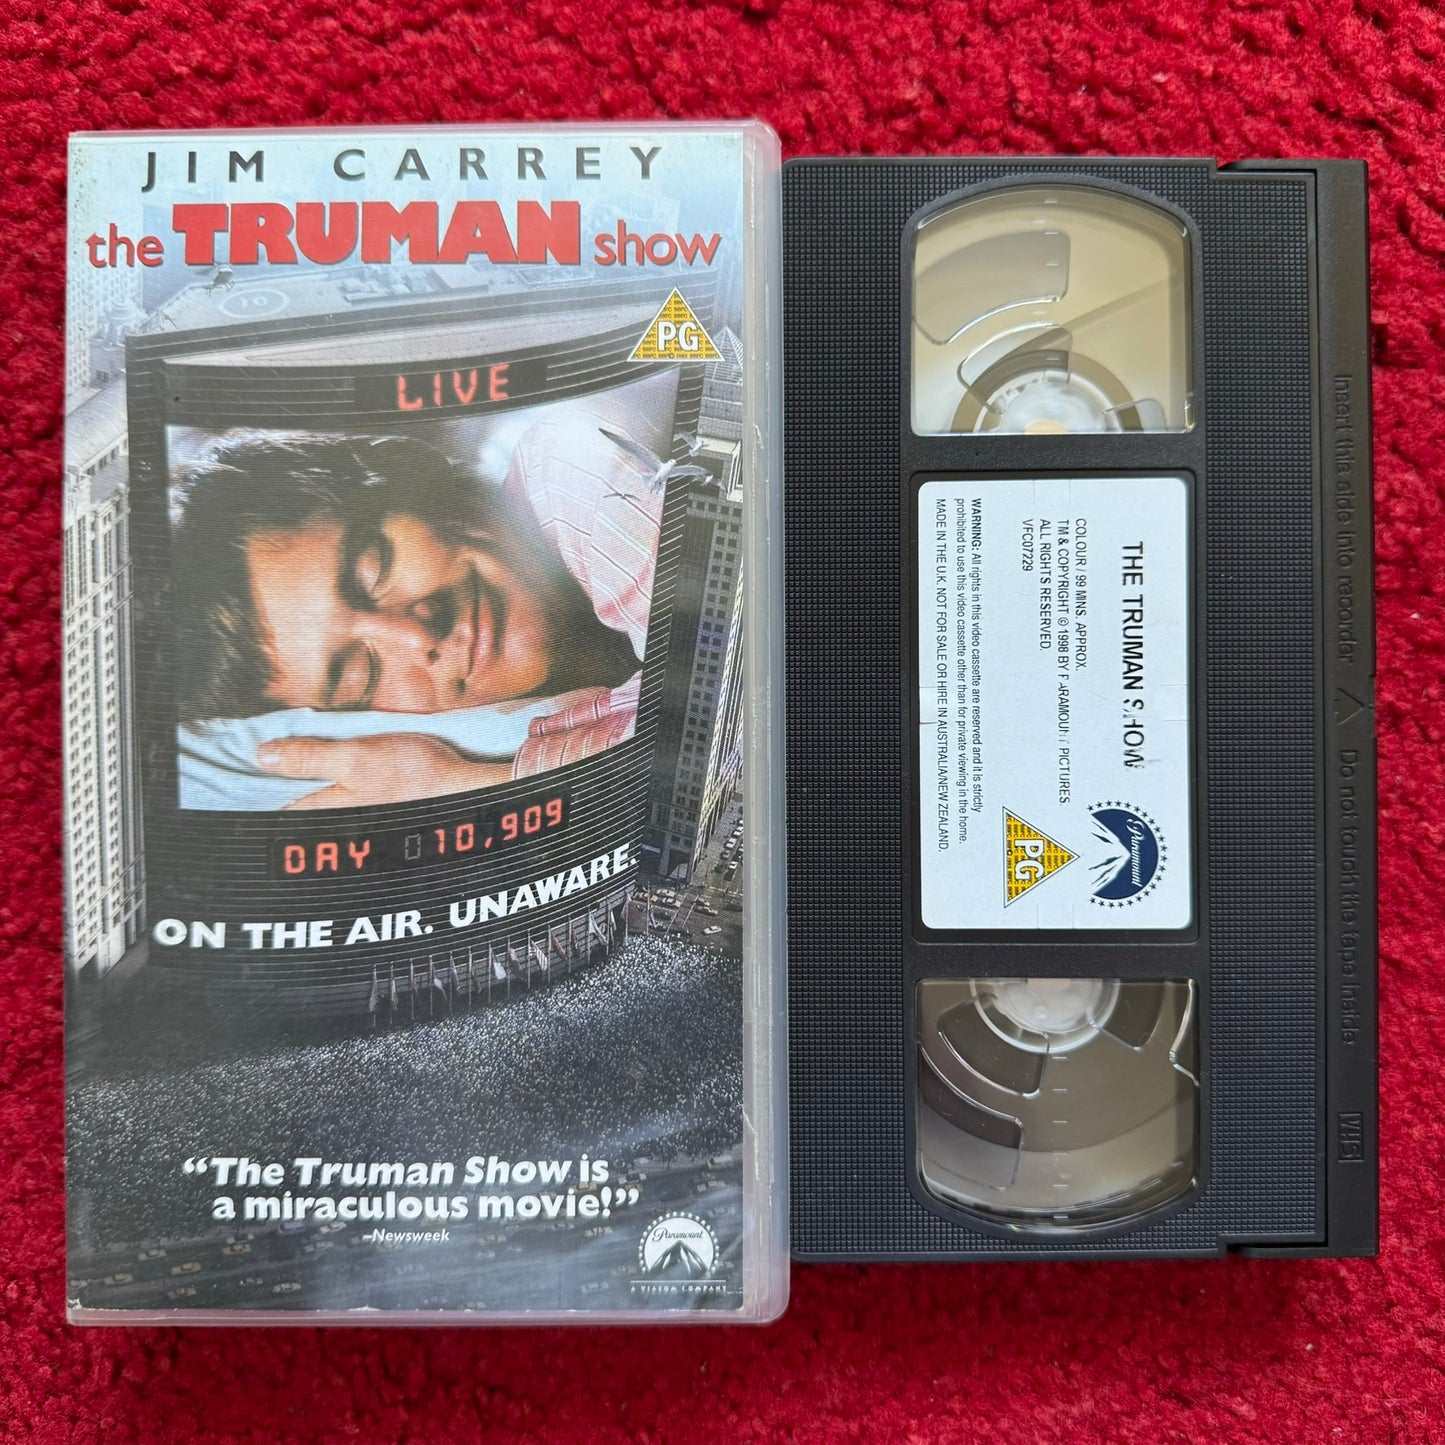 JIM CARREY
the TRUMAN show
PG
LIVE
DAY 10,909
ON THE AIR. UNAWARE.
“The Truman Show is
a miraculous movie!”
–Newsweek
Paramount
A VIACOM COMPANY
THE TRUMAN SHOW
COLOUR / 99 MINS. APPROX.
TM & COPYRIGHT © 1998 BY PARAMOUNT PICTURES.
ALL RIGHTS RESERVED.
VFC07229
WARNING: All rights in this video cassette are reserved and it is strictly
prohibited to use this video cassette other than for private viewing in the home.
MADE IN THE U.K. NOT FOR SALE OR HIRE IN AUSTRALIA/NEW ZEALAND.
PG
Paramount
Insert this side into recorder
Do not touch the tape inside
VHS